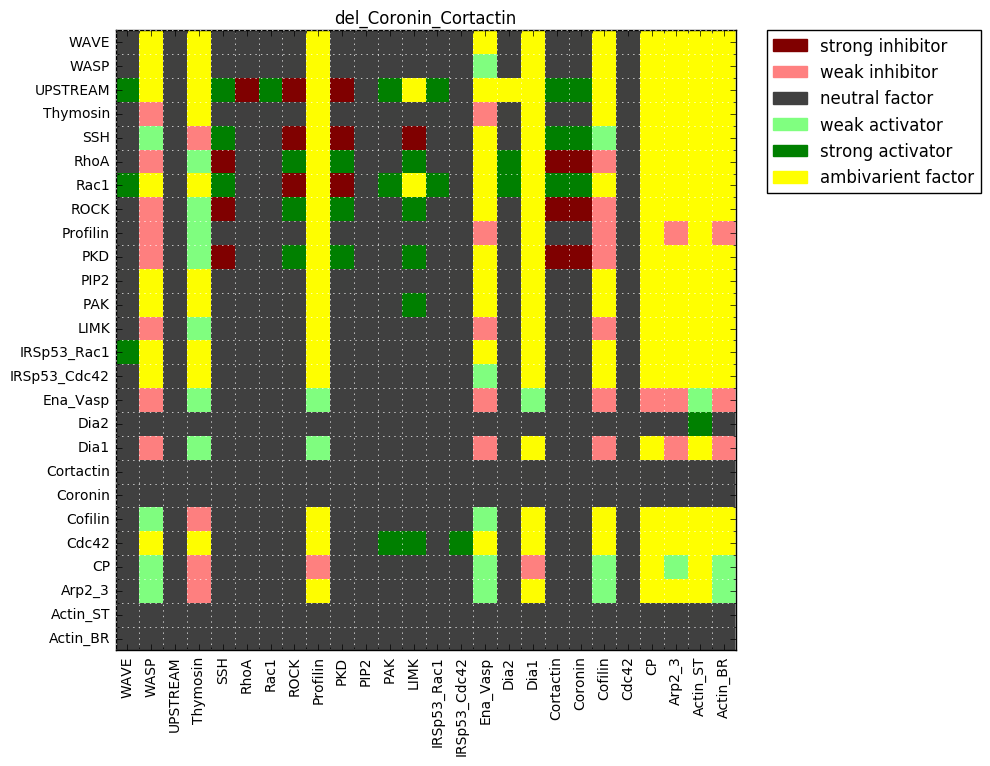 del_Coronin_Cortactin
strong inhibitor
weak inhibitor
neutral factor
weak activator
strong activator
ambivarient factor
WAVE
WASP
UPSTREAM
Thymosin
SSH
RhoA
Rac1
ROCK
Profilin
PKD
PIP2
PAK
LIMK
IRSp53_Rac1
IRSp53_Cdc42
Ena_Vasp
Dia2
Dia1
Cortactin
Coronin
Cofilin
Cdc42
CP
Arp2_3
Actin_ST
Actin_BR
WAVE
WASP
UPSTREAM
Thymosin
SSH
RhoA
Rac1
ROCK
Profilin
PKD
PIP2
PAK
LIMK
IRSp53_Rac1
IRSp53_Cdc42
Ena_Vasp
Dia2
Dia1
Cortactin
Coronin
Cofilin
Cdc42
CP
Arp2_3
Actin_ST
Actin_BR